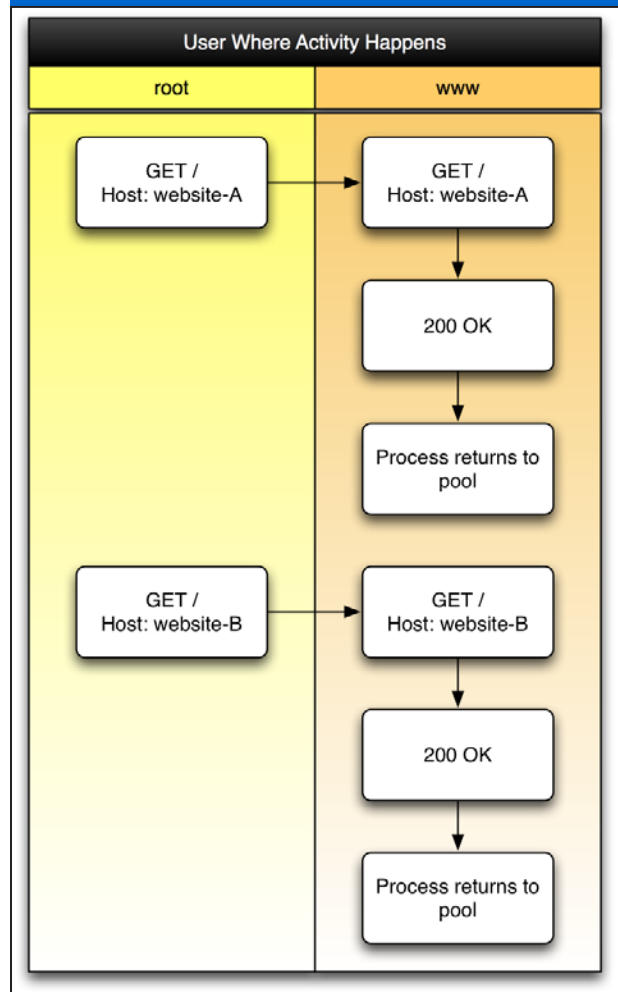 User Where Activity Happens
root
www
GET /
Host: website-A
GET /
Host: website-A
200 OK
Process returns to
pool
GET /
Host: website-B
GET /
Host: website-B
200 OK
Process returns to
pool